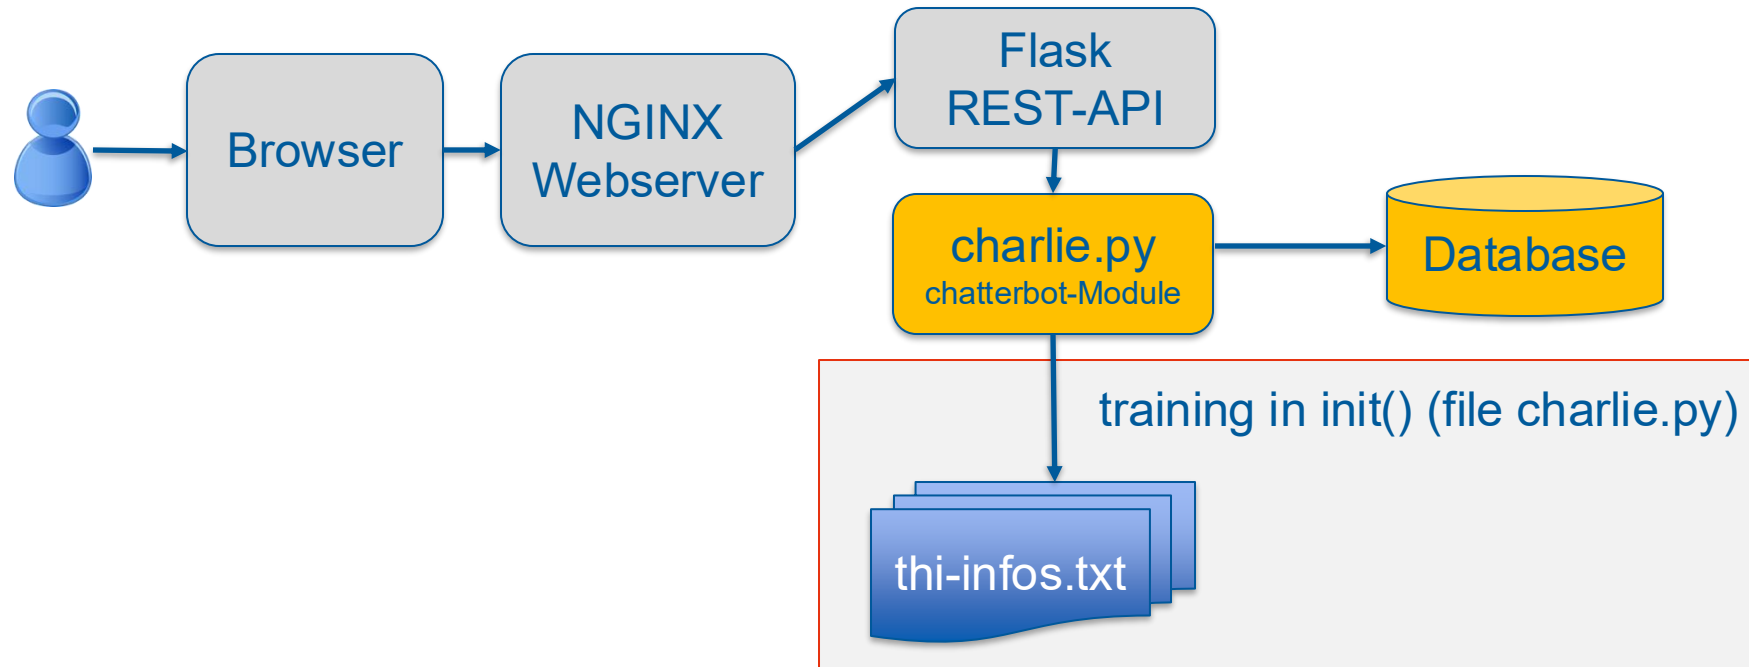 Browser
NGINX
Webserver
Flask
REST-API
charlie.py
chatterbot-Module
Database
training in init() (file charlie.py)
thi-infos.txt